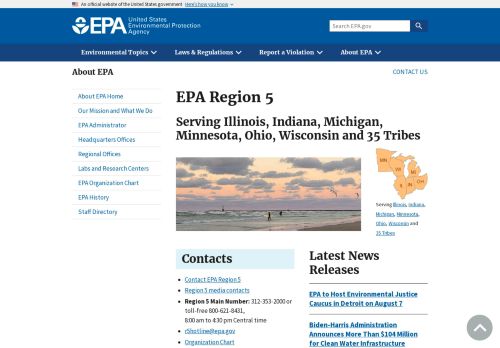 An official website of the United States government Here's how you know
EPA United States
Environmental Protection
Agency
Search EPA.gov
Environmental Topics Laws & Regulations Report a Violation About EPA
About EPA
CONTACT US
About EPA Home
Our Mission and What We Do
EPA Administrator
Headquarters Offices
Regional Offices
Labs and Research Centers
EPA Organization Chart
EPA History
Staff Directory
EPA Region 5
Serving Illinois, Indiana, Michigan,
Minnesota, Ohio, Wisconsin and 35 Tribes
MN
WI
MI
IL
IN
OH
Serving Illinois, Indiana,
Michigan, Minnesota,
Ohio, Wisconsin and
35 Tribes
Contacts
Contact EPA Region 5
Region 5 media contacts
Region 5 Main Number: 312-353-2000 or
toll-free 800-621-8431,
8:00 am to 4:30 pm Central time
r5hotline@epa.gov
Organization Chart
Latest News
Releases
EPA to Host Environmental Justice
Caucus in Detroit on August 7
Biden-Harris Administration
Announces More Than $104 Million
for Clean Water Infrastructure